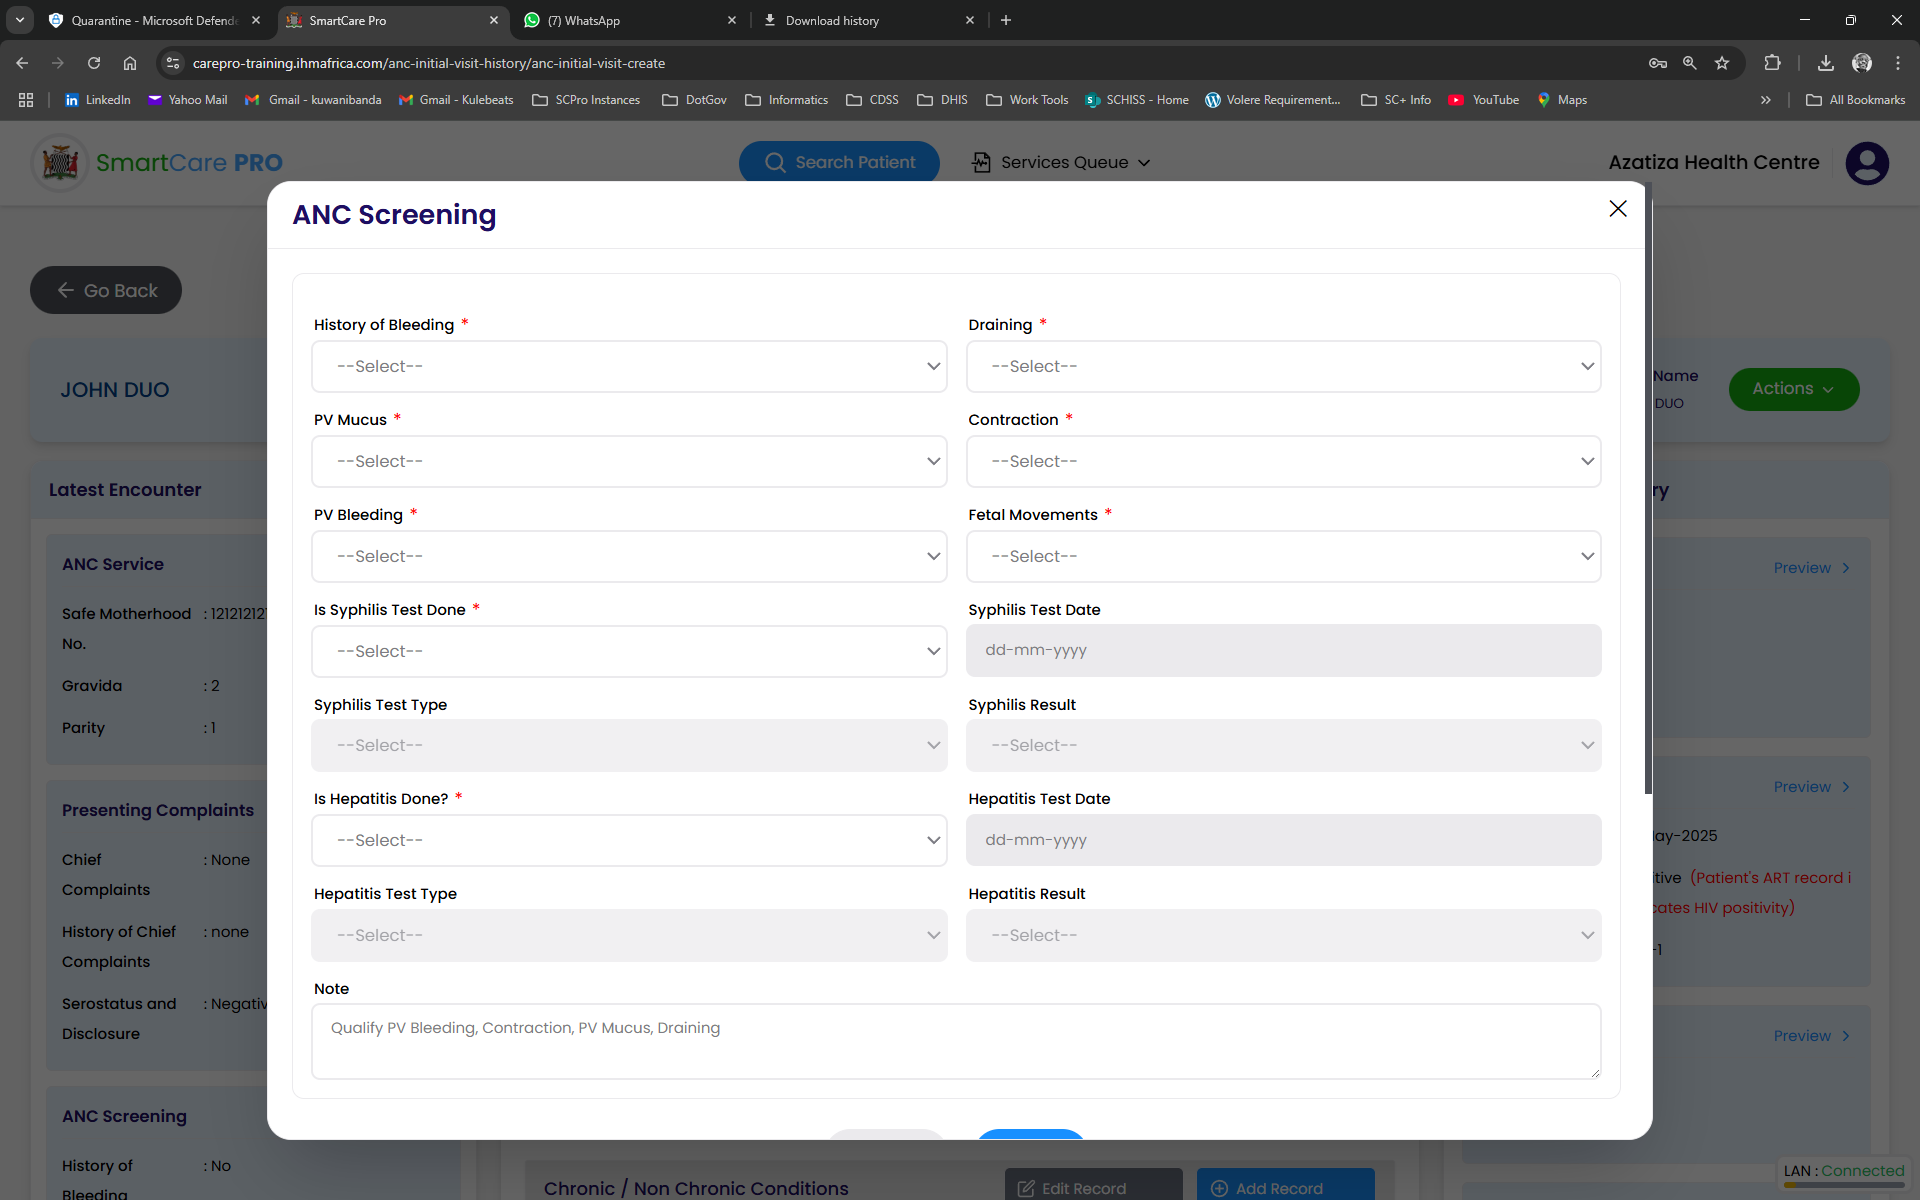 Quarantine - Microsoft Defende
SmartCare Pro
(7) WhatsApp
Download history
carepro-training.ihmafrica.com/anc-initial-visit-history/anc-initial-visit-create
LinkedIn
Yahoo Mail
Gmail - kuwanibanda
Gmail - Kulebeats
SCPro Instances
DotGov
Informatics
CDSS
DHIS
Work Tools
SCHISS - Home
Volere Requirement...
SC+ Info
YouTube
Maps
All Bookmarks
SmartCare PRO
Search Patient
Services Queue
Azatiza Health Centre
ANC Screening
Go Back
JOHN DUO
Name
DUO
Actions
Latest Encounter
ry
ANC Service
Safe Motherhood No. : 12121212
Gravida : 2
Parity : 1
Presenting Complaints
Chief Complaints : None
History of Chief Complaints : none
Serostatus and Disclosure : Negativ
ANC Screening
History of Bleeding : No
History of Bleeding *
--Select--
Draining *
--Select--
PV Mucus *
--Select--
Contraction *
--Select--
PV Bleeding *
--Select--
Fetal Movements *
--Select--
Is Syphilis Test Done *
--Select--
Syphilis Test Date
dd-mm-yyyy
Syphilis Test Type
--Select--
Syphilis Result
--Select--
Is Hepatitis Done? *
--Select--
Hepatitis Test Date
dd-mm-yyyy
Hepatitis Test Type
--Select--
Hepatitis Result
--Select--
Note
Qualify PV Bleeding, Contraction, PV Mucus, Draining
Preview
Preview
ay-2025
tive (Patient's ART record i
cates HIV positivity)
-1
Preview
Chronic / Non Chronic Conditions
Edit Record
Add Record
LAN : Connected